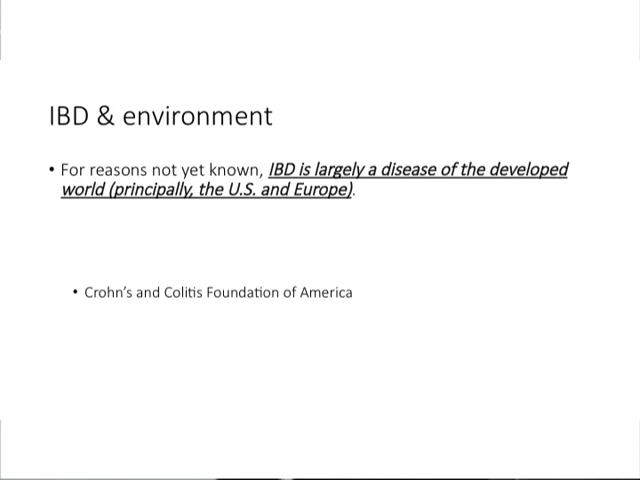 IBD & environment
• For reasons not yet known, IBD is largely a disease of the developed
world (principally, the U.S. and Europe).
• Crohn’s and Colitis Foundation of America